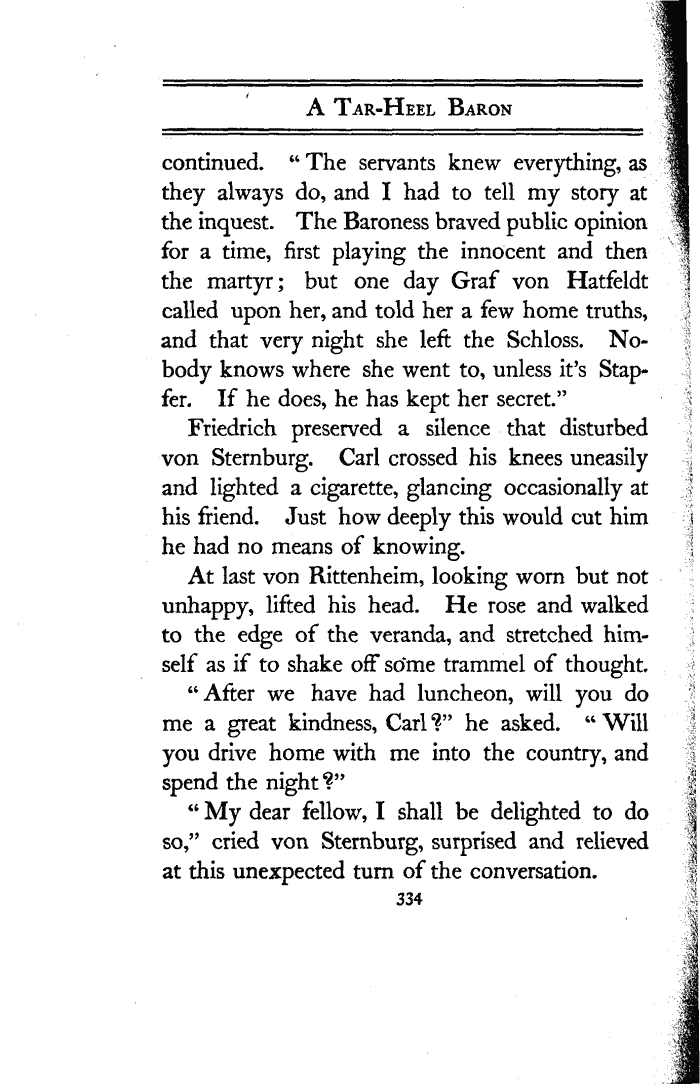 A Tar-Heel Baron
continued. “The servants knew everything, as
they always do, and I had to tell my story at
the inquest. The Baroness braved public opinion
for a time, first playing the innocent and then
the martyr; but one day Graf von Hatfeldt
called upon her, and told her a few home truths,
and that very night she left the Schloss. No-
body knows where she went to, unless it’s Stap-
fer. If he does, he has kept her secret.”
Friedrich preserved a silence that disturbed
von Sternburg. Carl crossed his knees uneasily
and lighted a cigarette, glancing occasionally at
his friend. Just how deeply this would cut him
he had no means of knowing.
At last von Rittenheim, looking worn but not
unhappy, lifted his head. He rose and walked
to the edge of the veranda, and stretched him-
self as if to shake off some trammel of thought.
“After we have had luncheon, will you do
me a great kindness, Carl?” he asked. “Will
you drive home with me into the country, and
spend the night?”
“My dear fellow, I shall be delighted to do
so,” cried von Sternburg, surprised and relieved
at this unexpected turn of the conversation.
334